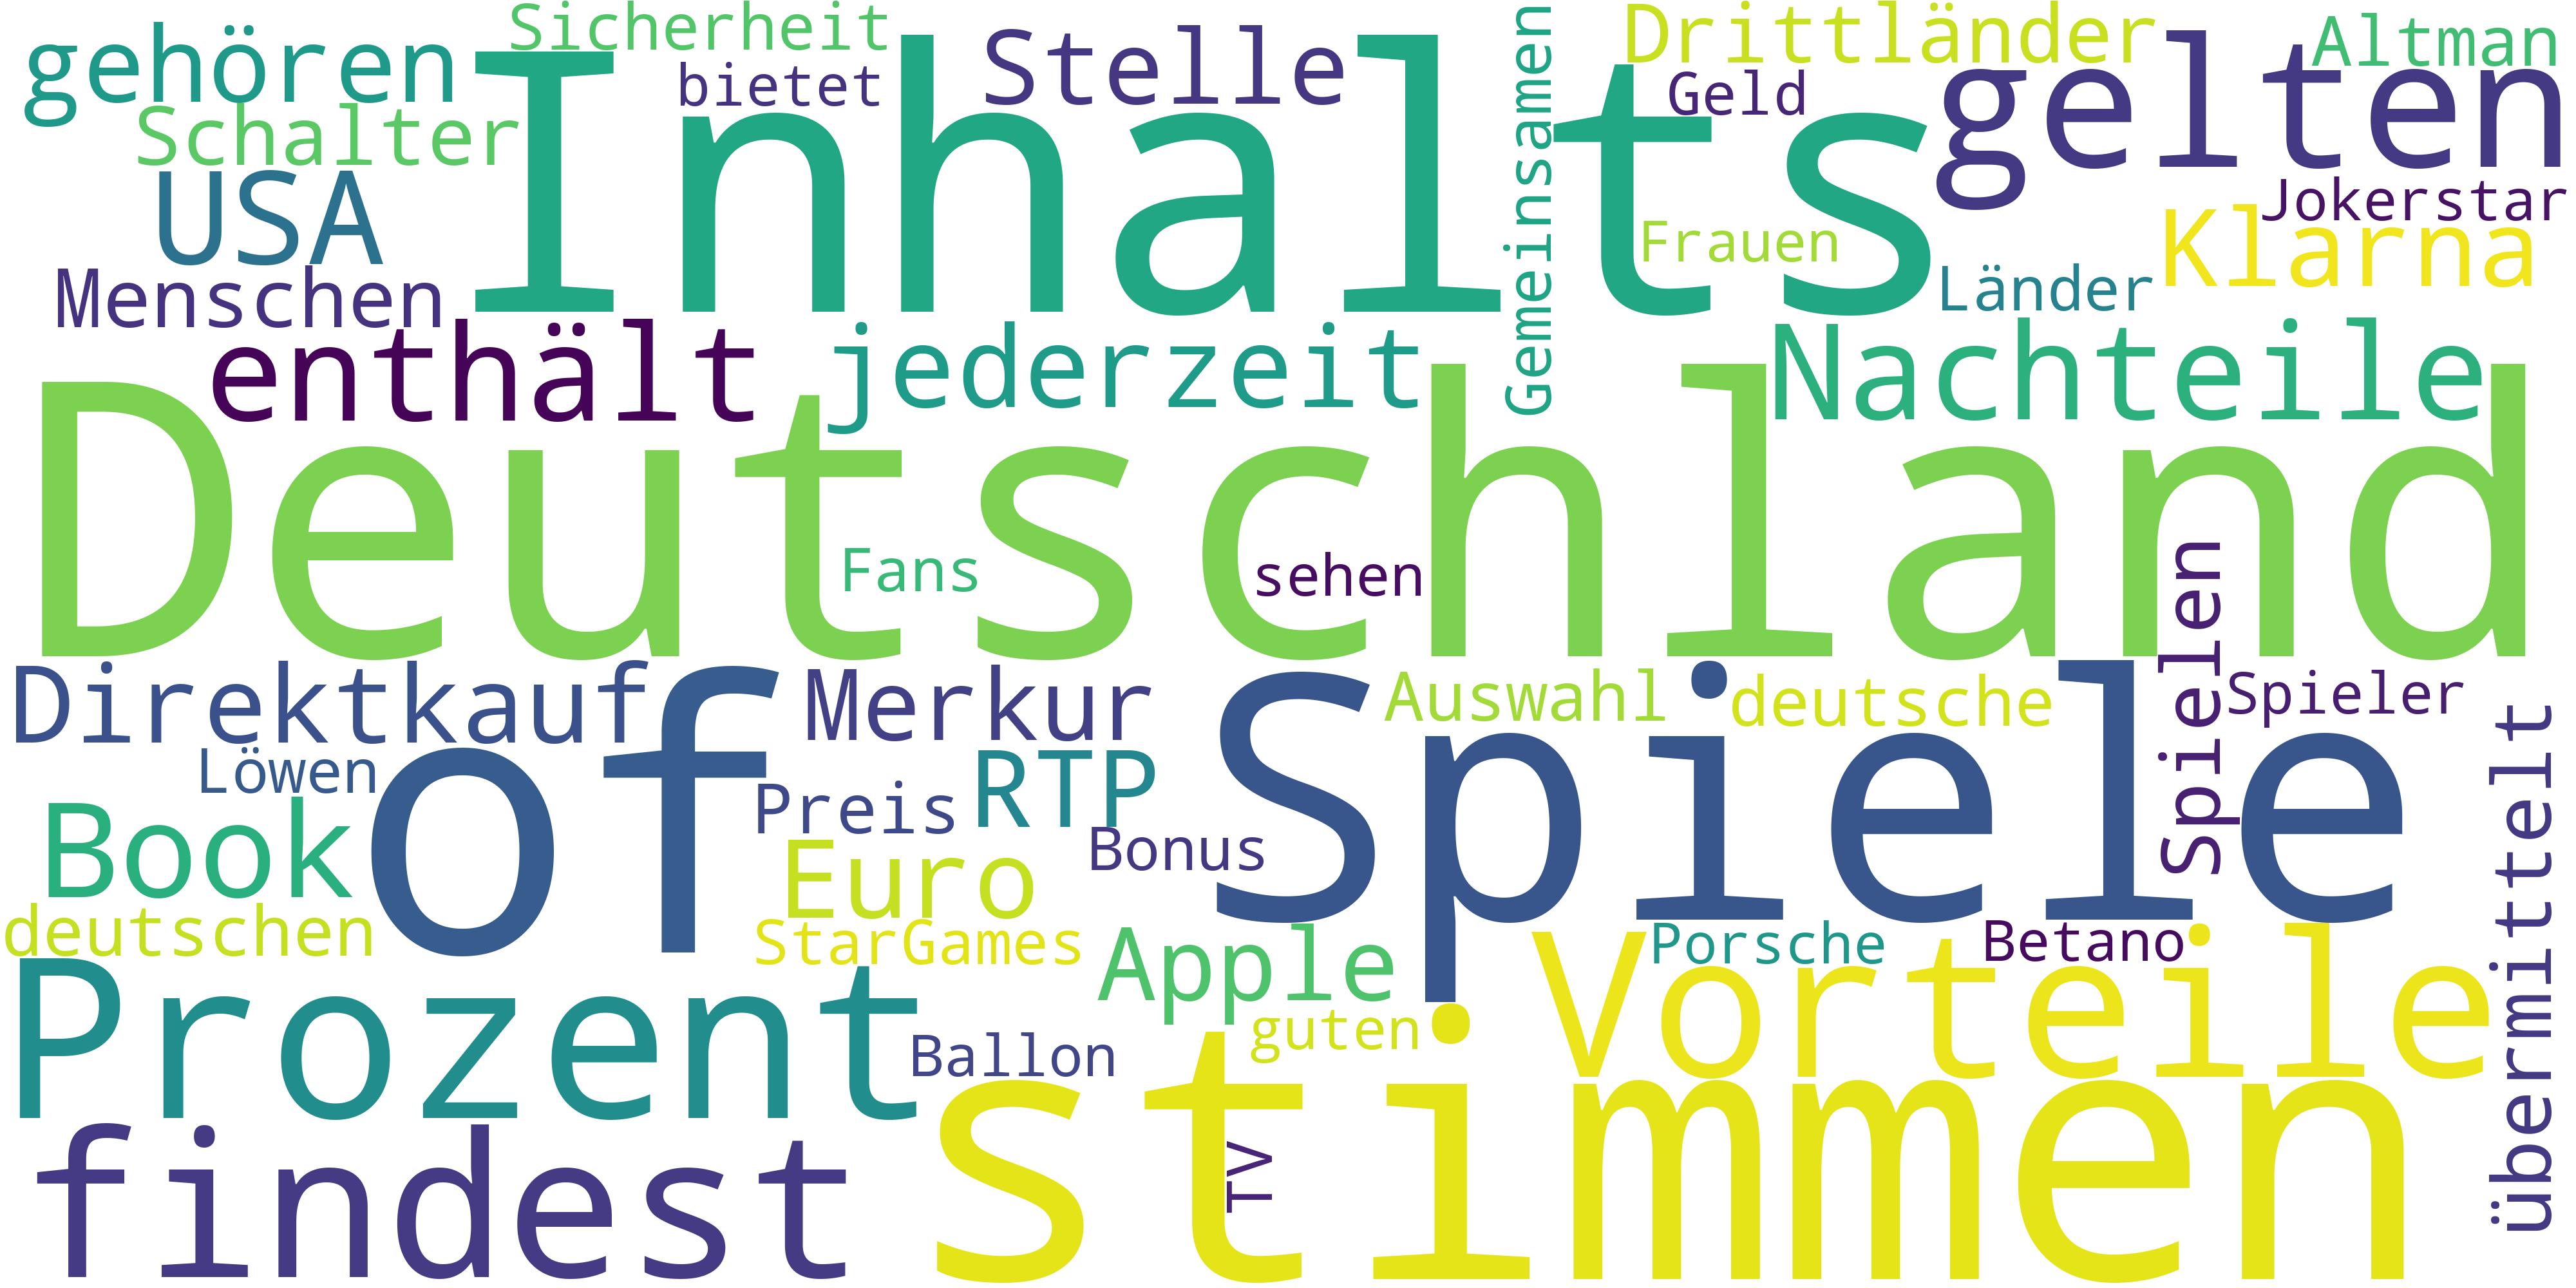 Sicherheit
Drittländer
Altman
gehören
bietet
Stelle
Gemeinsamen
Geld
gelten
Schalter
Inhalts
USA
Jokerstar
Frauen
Klarna
Menschen
Länder
enthält
jederzeit
Nachteile
Deutschland
Fans
sehen
Spielen
Direktkauf
Merkur
Auswahl
deutsche
Spieler
Löwen
of
Preis
RTP
Spiele
übermittelt
Book
Euro
Bonus
deutschen
StarGames
Apple
Porsche
Betano
Prozent
Vorteile
Ballon
guten
stimmen
findest
TV